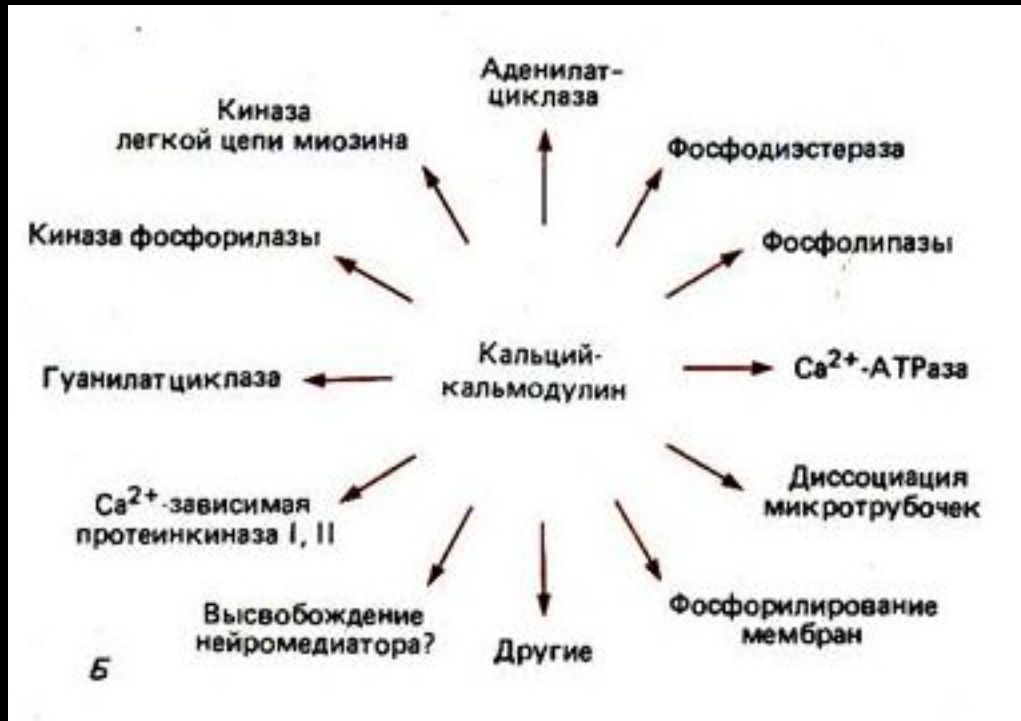 Аденилат-
циклаза
Киназа
легкой цепи миозина
Фосфодиэстераза
Киназа фосфорилазы
Фосфолипазы
Кальций-
кальмодулин
Гуанилатциклаза
Ca²⁺-АТРаза
Ca²⁺-зависимая
протеинкиназа I, II
Диссоциация
микротрубочек
Высвобождение
нейромедиатора?
Другие
Фосфорилирование
мембран
Б